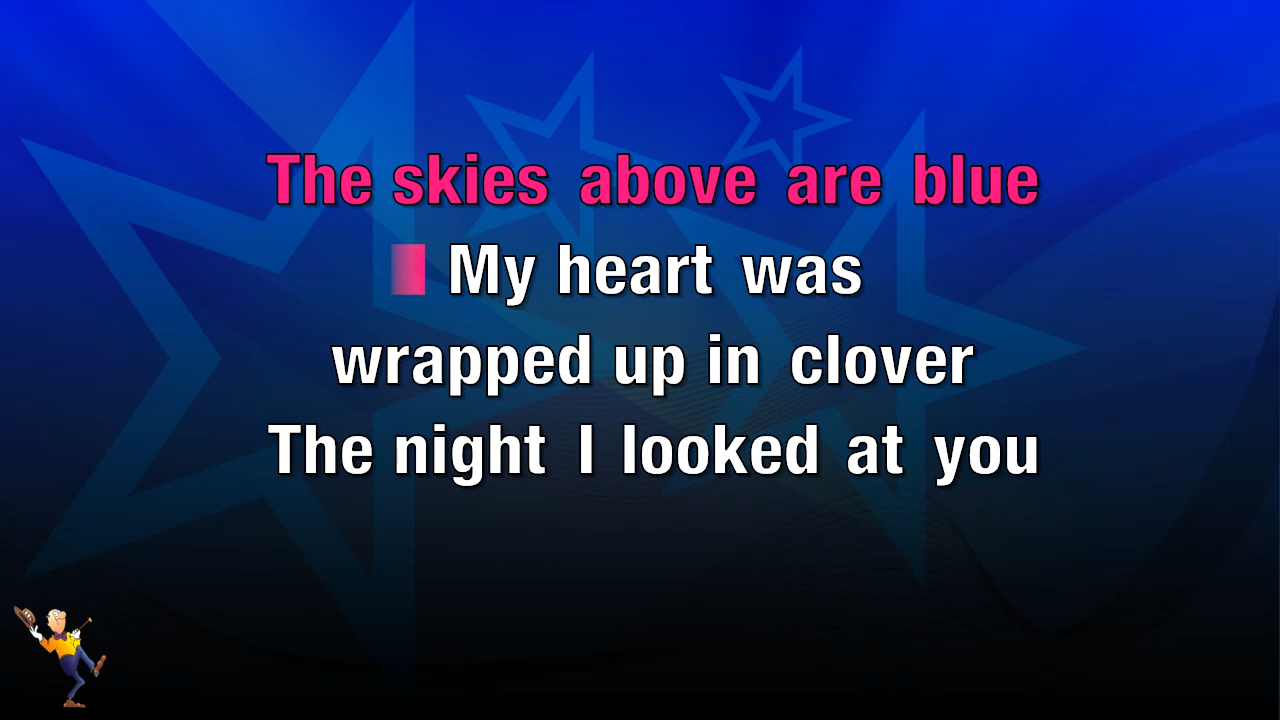 The skies above are blue
My heart was
wrapped up in clover
The night I looked at you